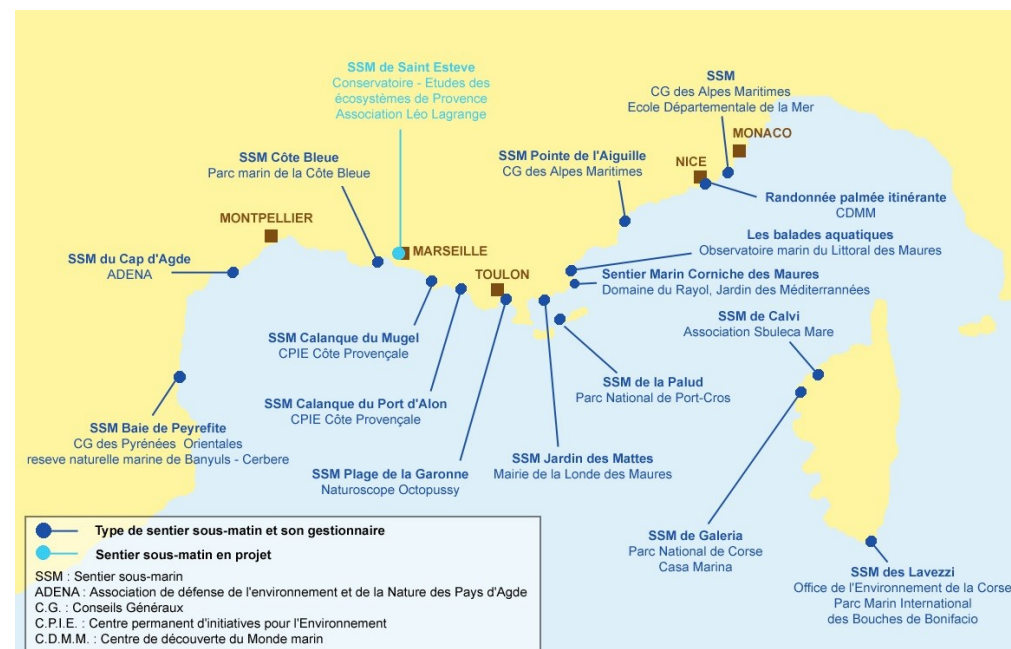 SSM de Saint Esteve
Conservatoire - Etudes des
écosystèmes de Provence
Association Léo Lagrange
SSM
CG des Alpes Maritimes
Ecole Départementale de la Mer
MONACO
NICE
SSM Pointe de l'Aiguille
CG des Alpes Maritimes
SSM Côte Bleue
Parc marin de la Côte Bleue
Randonnée palmée itinérante
CDMM
MONTPELLIER
Les balades aquatiques
Observatoire marin du Littoral des Maures
MARSEILLE
SSM du Cap d'Agde
ADENA
TOULON
Sentier Marin Corniche des Maures
Domaine du Rayol, Jardin des Méditerrannées
SSM de Calvi
Association Sbuleca Mare
SSM Calanque du Mugel
CPIE Côte Provençale
SSM de la Palud
Parc National de Port-Cros
SSM Calanque du Port d'Alon
CPIE Côte Provençale
SSM Baie de Peyrefite
CG des Pyrénées Orientales
reseve naturelle marine de Banyuls - Cerbere
SSM Plage de la Garonne
Naturoscope Octopussy
SSM Jardin des Mattes
Mairie de la Londe des Maures
SSM de Galeria
Parc National de Corse
Casa Marina
SSM des Lavezzi
Office de l'Environement de la Corse
Parc Marin International
des Bouches de Bonifacio
Type de sentier sous-matin et son gestionnaire
Sentier sous-matin en projet
SSM : Sentier sous-marin
ADENA : Association de défense de l'environement et de la Nature des Pays d'Agde
C.G. : Conseils Généraux
C.P.I.E. : Centre permanent d'initiatives pour l'Environement
C.D.M.M. : Centre de découverte du Monde marin